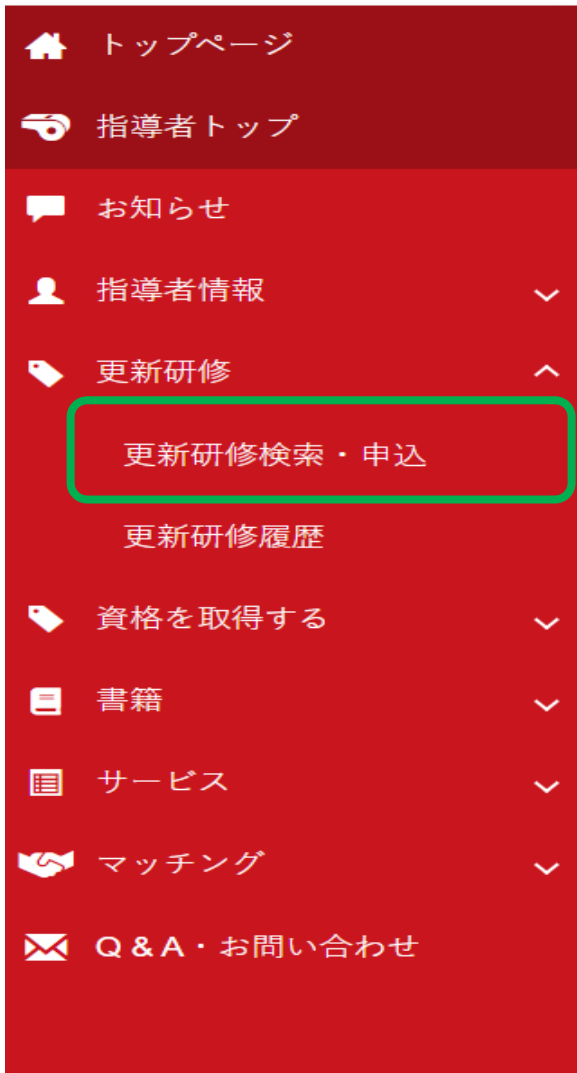 トップページ
指導者トップ
お知らせ
指導者情報
更新研修
更新研修検索・申込
更新研修履歴
資格を取得する
書籍
サービス
マッチング
Q＆A・お問い合わせ